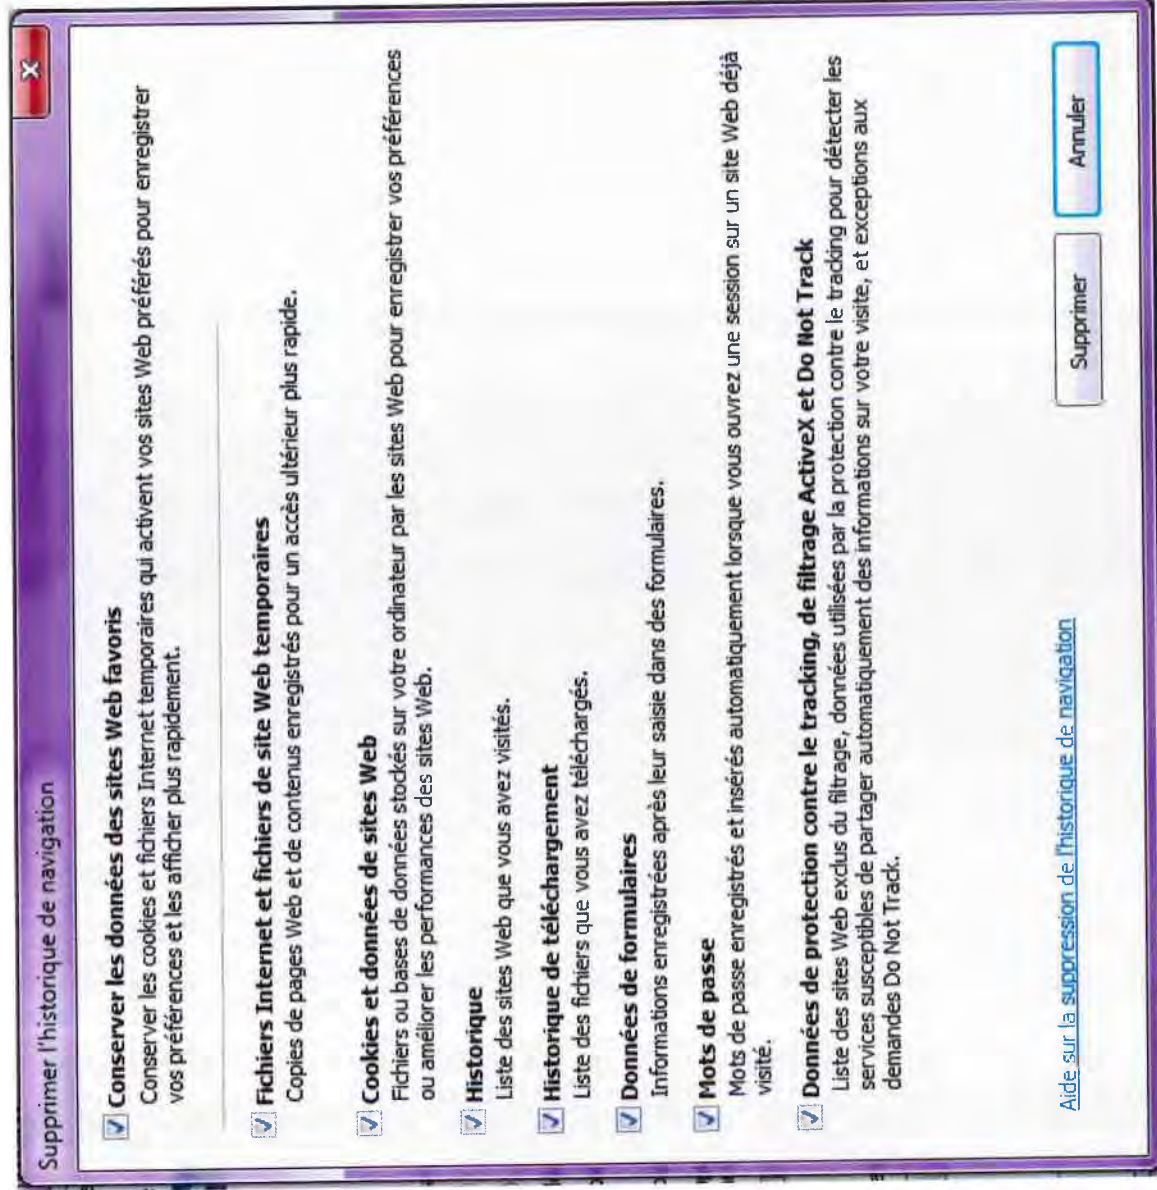 Supprimer l'historique de navigation
x
Conserver les données des sites Web favoris
Conserver les cookies et fichiers Internet temporaires qui activent vos sites Web préférés pour enregistrer
vos préférences et les afficher plus rapidement.
Fichiers Internet et fichiers de site Web temporaires
Copies de pages Web et de contenus enregistrés pour un accès ultérieur plus rapide.
Cookies et données de sites Web
Fichiers ou bases de données stockés sur votre ordinateur par les sites Web pour enregistrer vos préférences
ou améliorer les performances des sites Web.
Historique
Liste des sites Web que vous avez visités.
Historique de téléchargement
Liste des fichiers que vous avez téléchargés.
Données de formulaires
Informations enregistrées après leur saisie dans des formulaires.
Mots de passe
Mots de passe enregistrés et insérés automatiquement lorsque vous ouvrez une session sur un site Web déjà
visité.
Données de protection contre le tracking, de filtrage ActiveX et Do Not Track
Liste des sites Web exclus du filtrage, données utilisées par la protection contre le tracking pour détecter les
services susceptibles de partager automatiquement des informations sur votre visite, et exceptions aux
demandes Do Not Track.
Aide sur la suppression de l'historique de navigation
Supprimer
Annuler